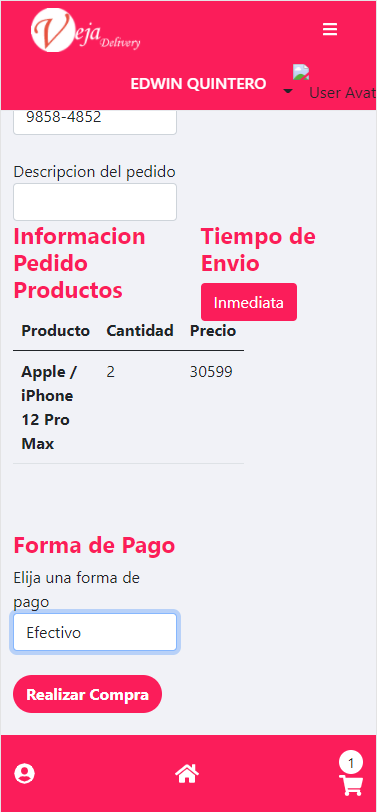 Veja
Delivery
EDWIN QUINTERO
User Avat
9858-4852
Descripcion del pedido
Informacion
Pedido
Productos
Tiempo de
Envio
Inmediata
Producto Cantidad Precio
Apple / 2 30599
iPhone
12 Pro
Max
Forma de Pago
Elija una forma de
pago
Efectivo
Realizar Compra
1